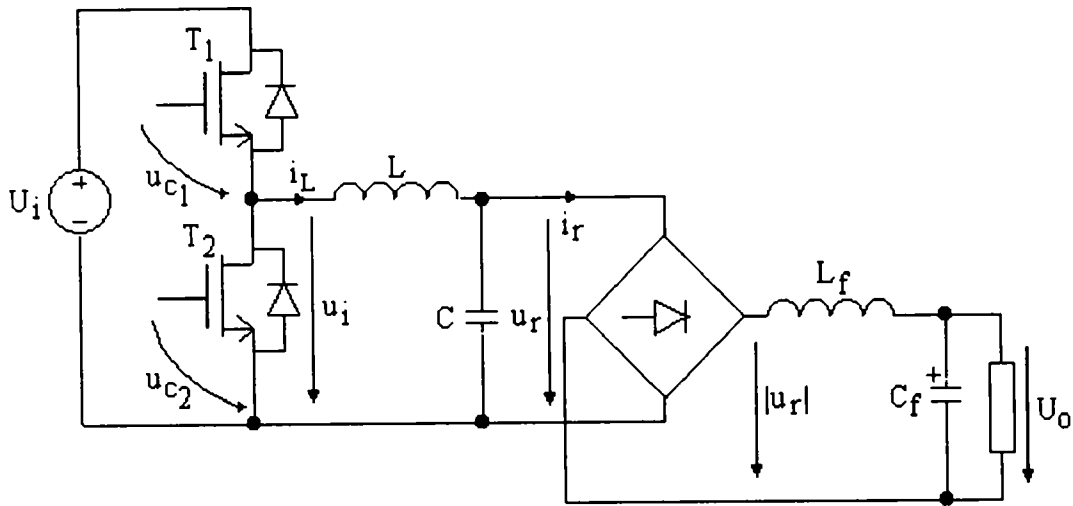 T1
uc1
Ui
+
−
iL
L
T2
uc2
ui
C
ur
ir
Lf
|ur|
+
Cf
Uo